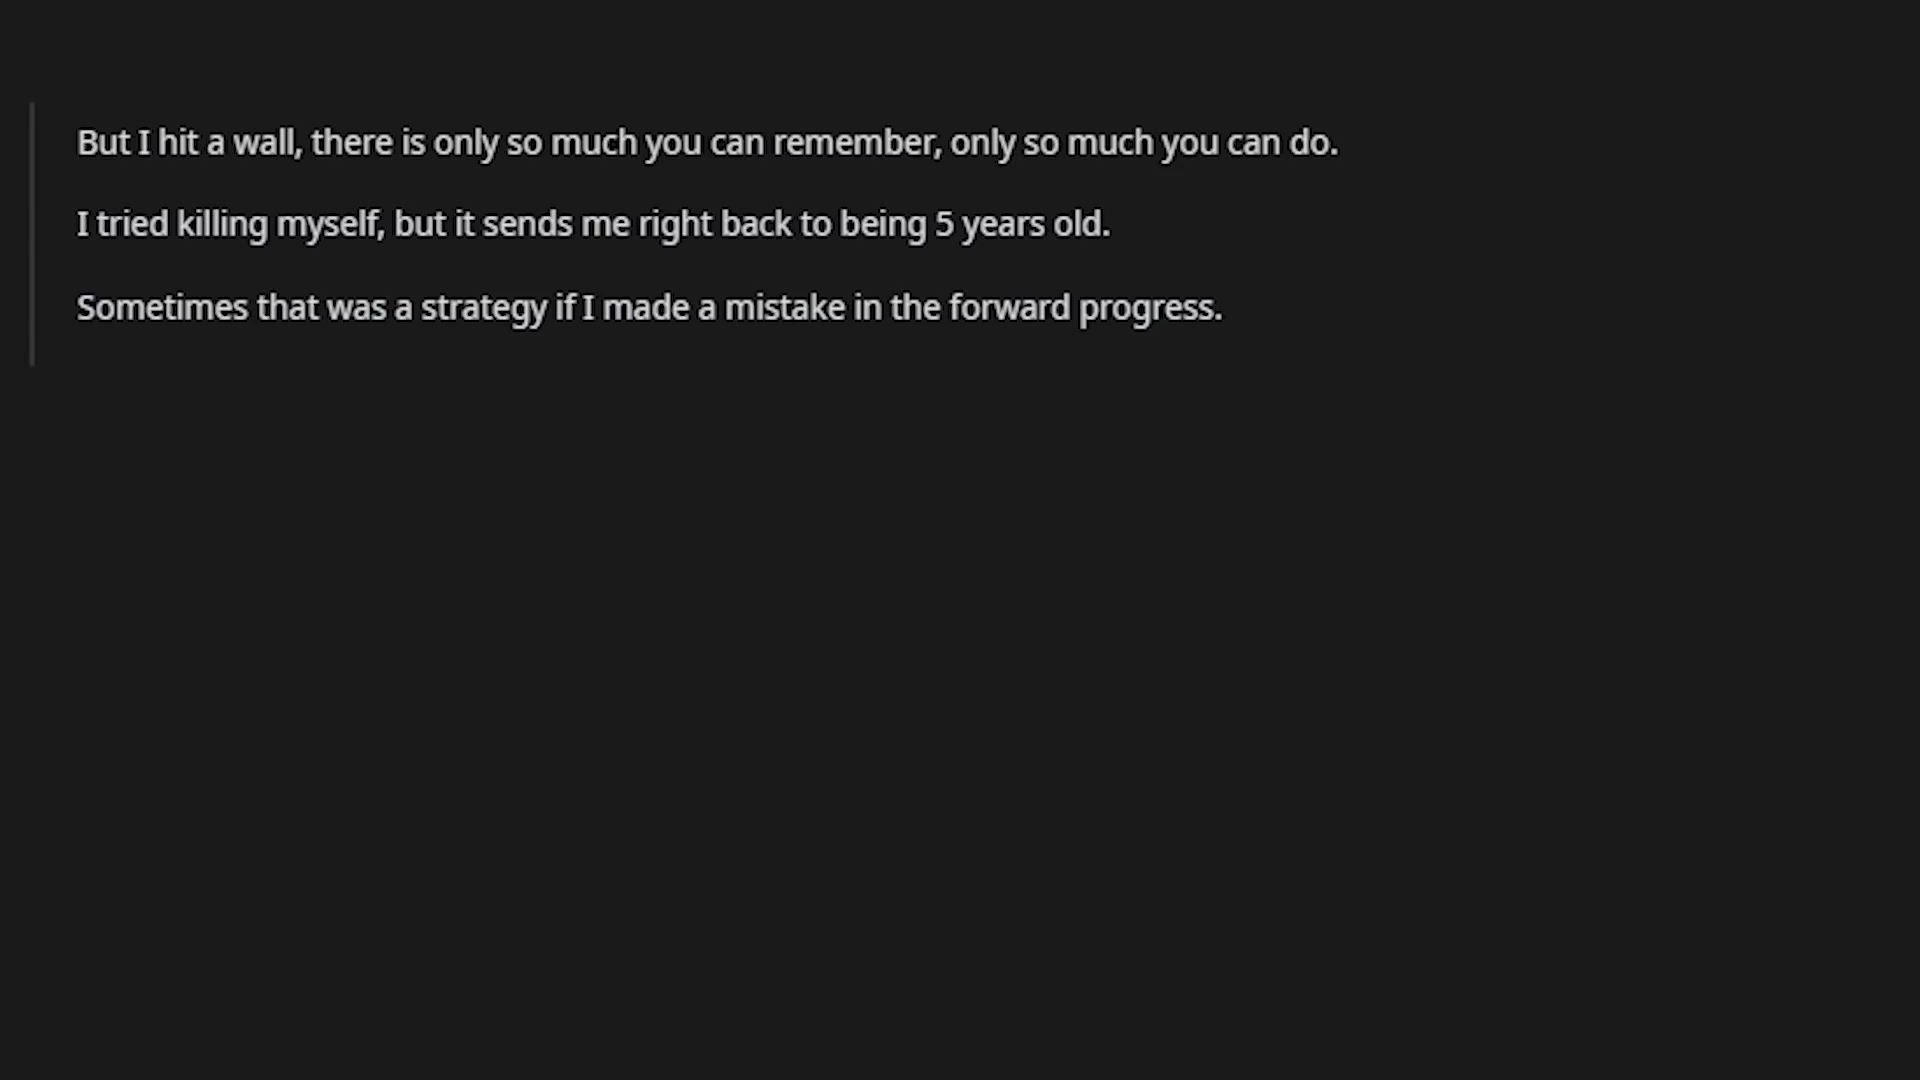 But I hit a wall, there is only so much you can remember, only so much you can do.
I tried killing myself, but it sends me right back to being 5 years old.
Sometimes that was a strategy if I made a mistake in the forward progress.